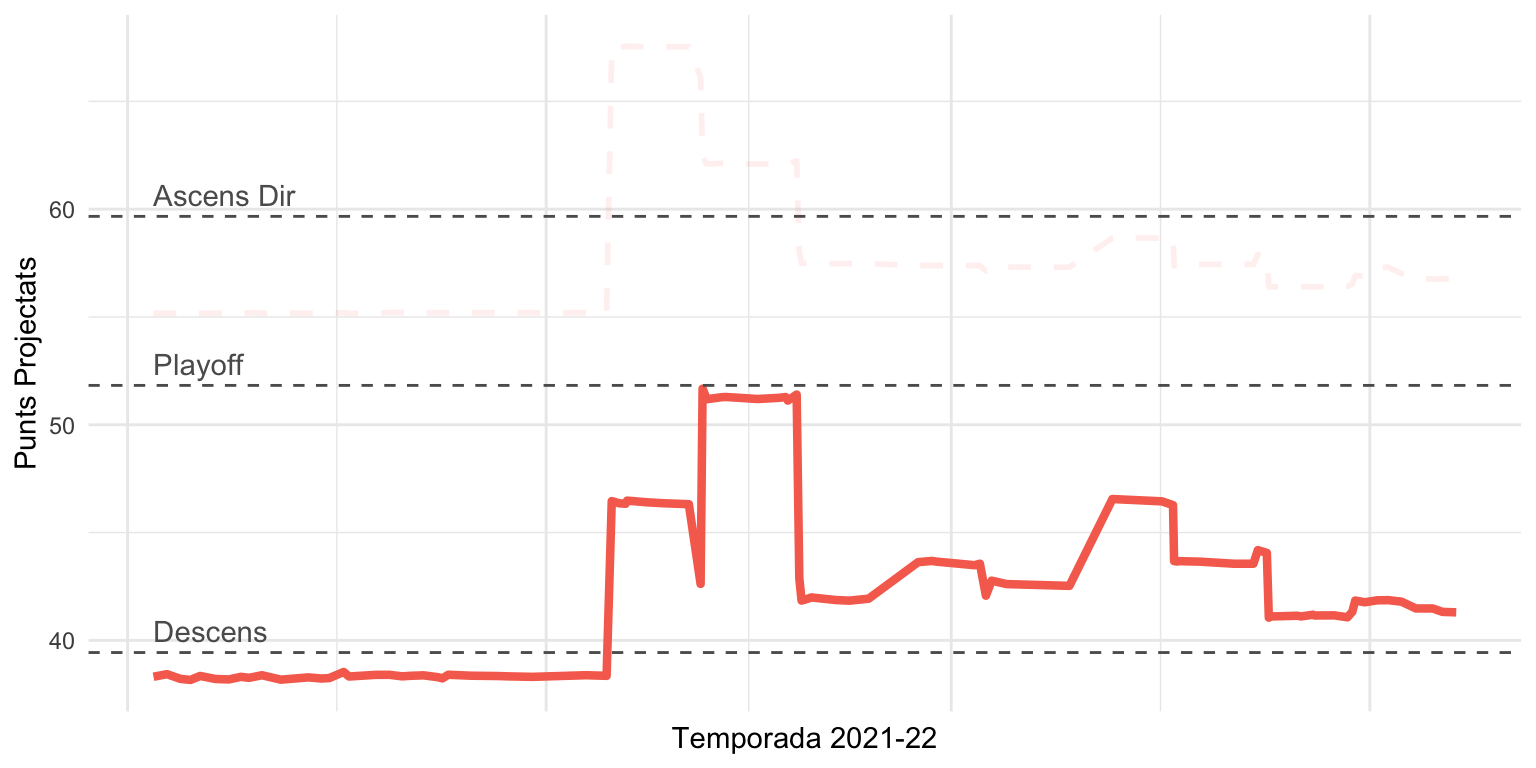 Punts Projectats
60
50
40
Ascens Dir
Playoff
Descens
Temporada 2021-22